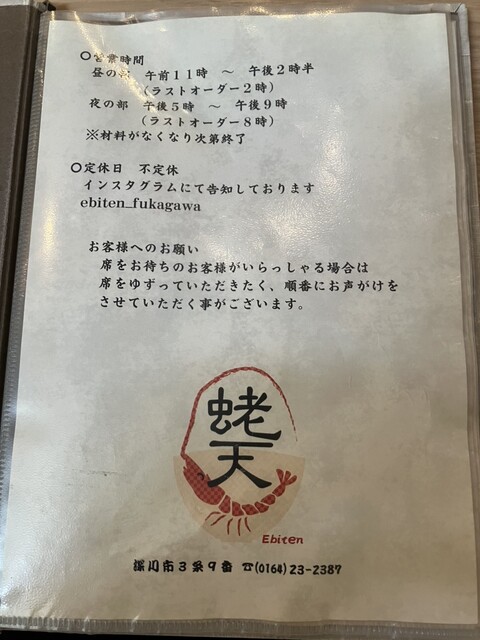 〇営業時間
昼の部　午前11時　～　午後2時半
（ラストオーダー2時）
夜の部　午後5時　～　午後9時
（ラストオーダー8時）
※材料がなくなり次第終了
〇定休日　不定休
インスタグラムにて告知しております
ebiten_fukagawa
お客様へのお願い
席をお待ちのお客様がいらっしゃる場合は
席をゆずっていただきたく、順番にお声がけを
させていただく事がございます。
蛯天
Ebiten
深川市3条9番　☎(0164)23-2387